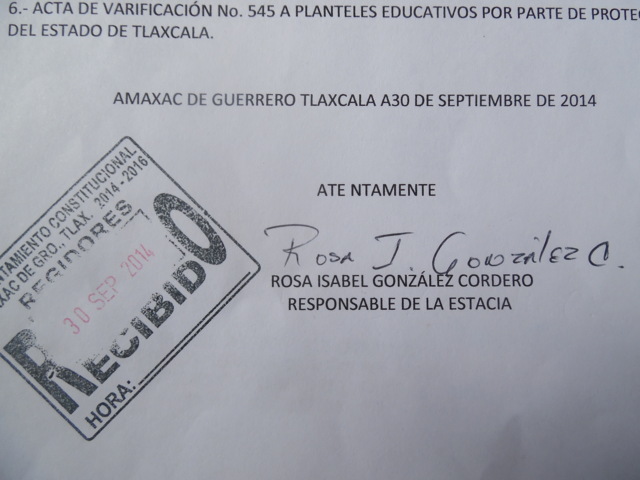 6.- ACTA DE VARIFICACIÓN No. 545 A PLANTELES EDUCATIVOS POR PARTE DE PROTEC
DEL ESTADO DE TLAXCALA.
AMAXAC DE GUERRERO TLAXCALA A30 DE SEPTIEMBRE DE 2014
ATE NTAMENTE
Rosa I. González C.
ROSA ISABEL GONZÁLEZ CORDERO
RESPONSABLE DE LA ESTACIA
TAMIENTO CONSTITUCIONAL
XAC DE GRO., TLAX. 2014 - 2016
REGIDORES
30 SEP 2014
RECIBIDO
HORA: